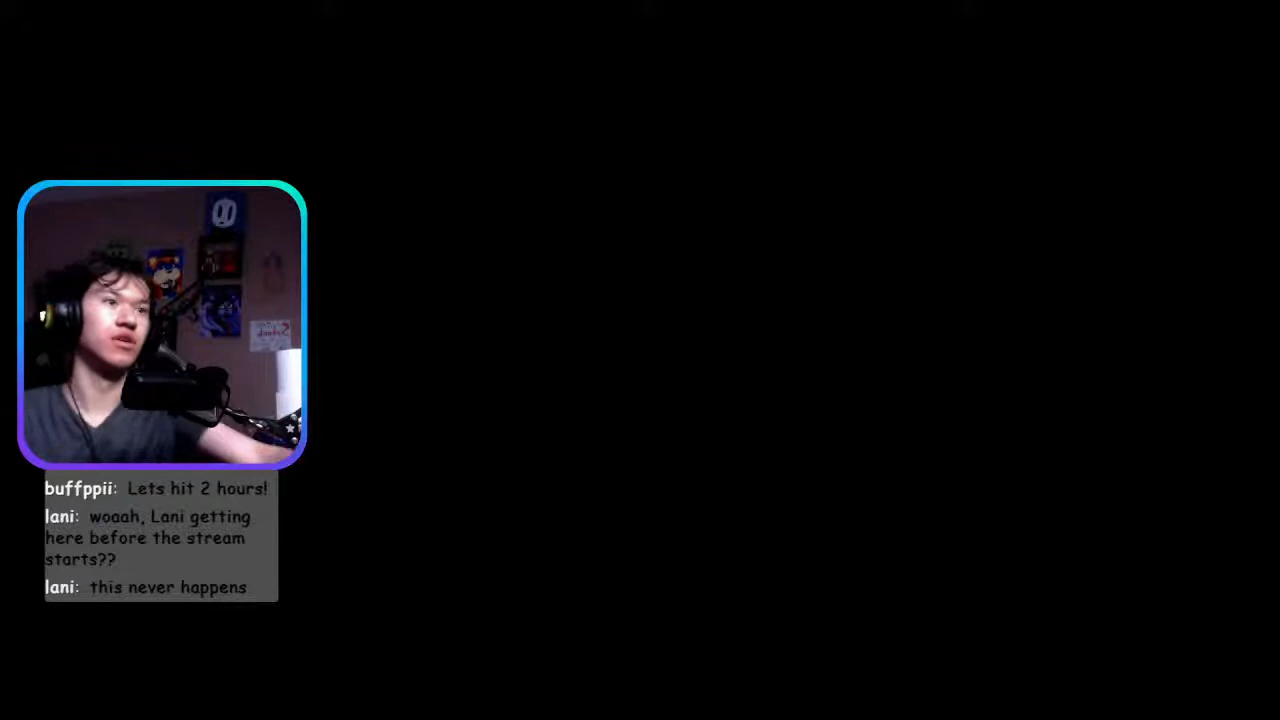 buffppii: Lets hit 2 hours!
lani: woaah, Lani getting
here before the stream
starts??
lani: this never happens